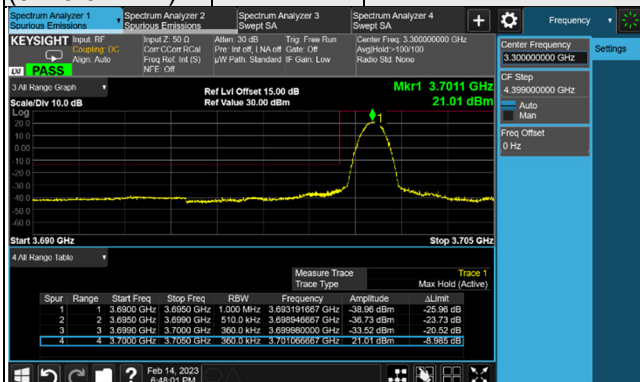 Spectrum Analyzer 1
Spurious Emissions
Spectrum Analyzer 2
Spurious Emissions
Spectrum Analyzer 3
Swept SA
Spectrum Analyzer 4
Swept SA
Frequency
KEYSIGHT
Input: RF
Coupling: DC
Align: Auto
Input Z: 50 Ω
Corr CCorr RCal
Freq Ref: Int (S)
NFE: Off
Atten: 30 dB
Pre: Int off, LNA off
µW Path: Standard
Trig: Free Run
Gate: Off
IF Gain: Low
Center Freq: 3.300000000 GHz
Avg|Hold:>100/100
Radio Std: None
LXI
PASS
3 All Range Graph
Scale/Div 10.0 dB
Ref Lvl Offset 15.00 dB
Ref Value 30.00 dBm
Mkr1 3.7011 GHz
21.01 dBm
Log
20.0
10.0
0.00
-10.0
-20.0
-30.0
-40.0
-50.0
-60.0
1
Start 3.690 GHz
Stop 3.705 GHz
4 All Range Table
Measure Trace Trace 1
Trace Type Max Hold (Active)
Spur Range Start Freq Stop Freq RBW Frequency Amplitude ΔLimit
1 1 3.6900 GHz 3.6950 GHz 1.000 MHz 3.693191667 GHz -38.96 dBm -25.96 dB
2 2 3.6950 GHz 3.6990 GHz 510.0 kHz 3.698946667 GHz -36.73 dBm -23.73 dB
3 3 3.6990 GHz 3.7000 GHz 360.0 kHz 3.699980000 GHz -33.52 dBm -20.52 dB
4 4 3.7000 GHz 3.7050 GHz 360.0 kHz 3.701066667 GHz 21.01 dBm -8.985 dB
Center Frequency
3.300000000 GHz
Settings
CF Step
4.399000000 GHz
Auto
Man
Freq Offset
0 Hz
Feb 14, 2023
6:48:01 PM